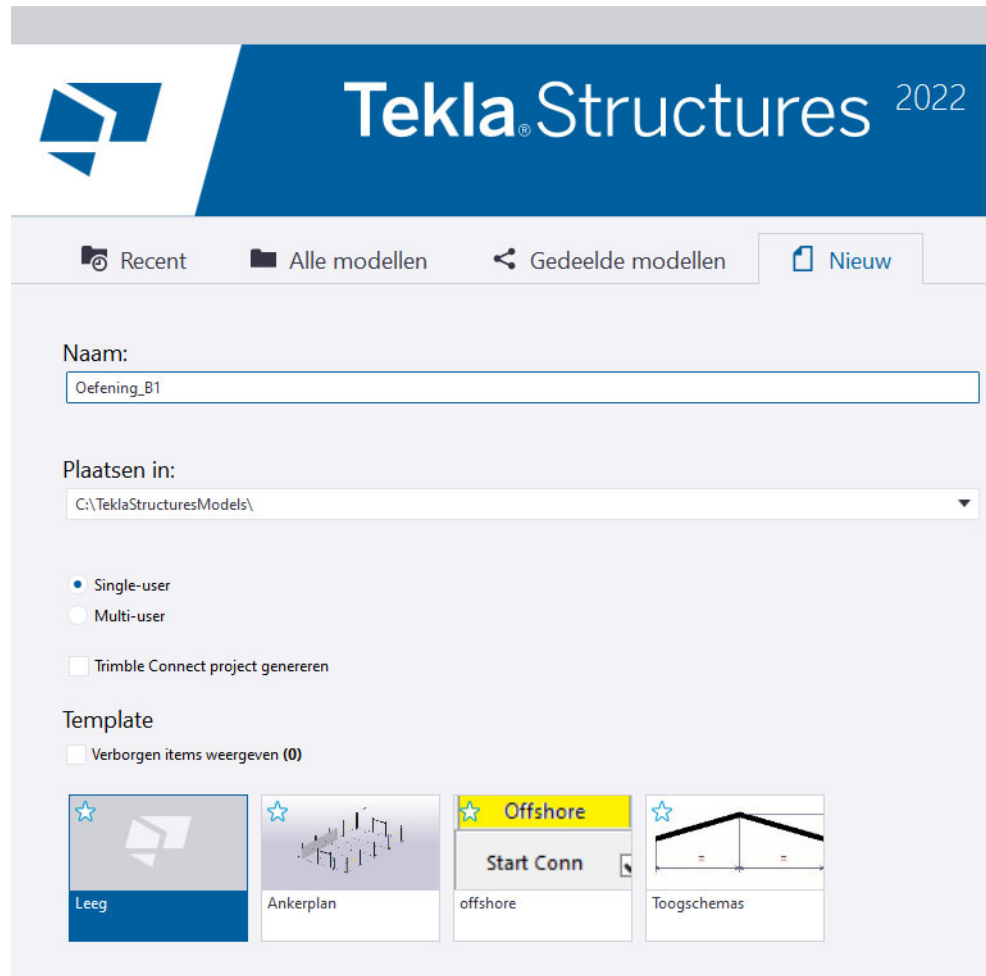 Tekla® Structures 2022
Recent Alle modellen Gedeelde modellen Nieuw
Naam:
Oefening_B1
Plaatsen in:
C:\TeklaStructuresModels\
Single-user
Multi-user
Trimble Connect project genereren
Template
Verborgen items weergeven (0)
Offshore
Start Conn
= =
Leeg Ankerplan offshore Toogschemas